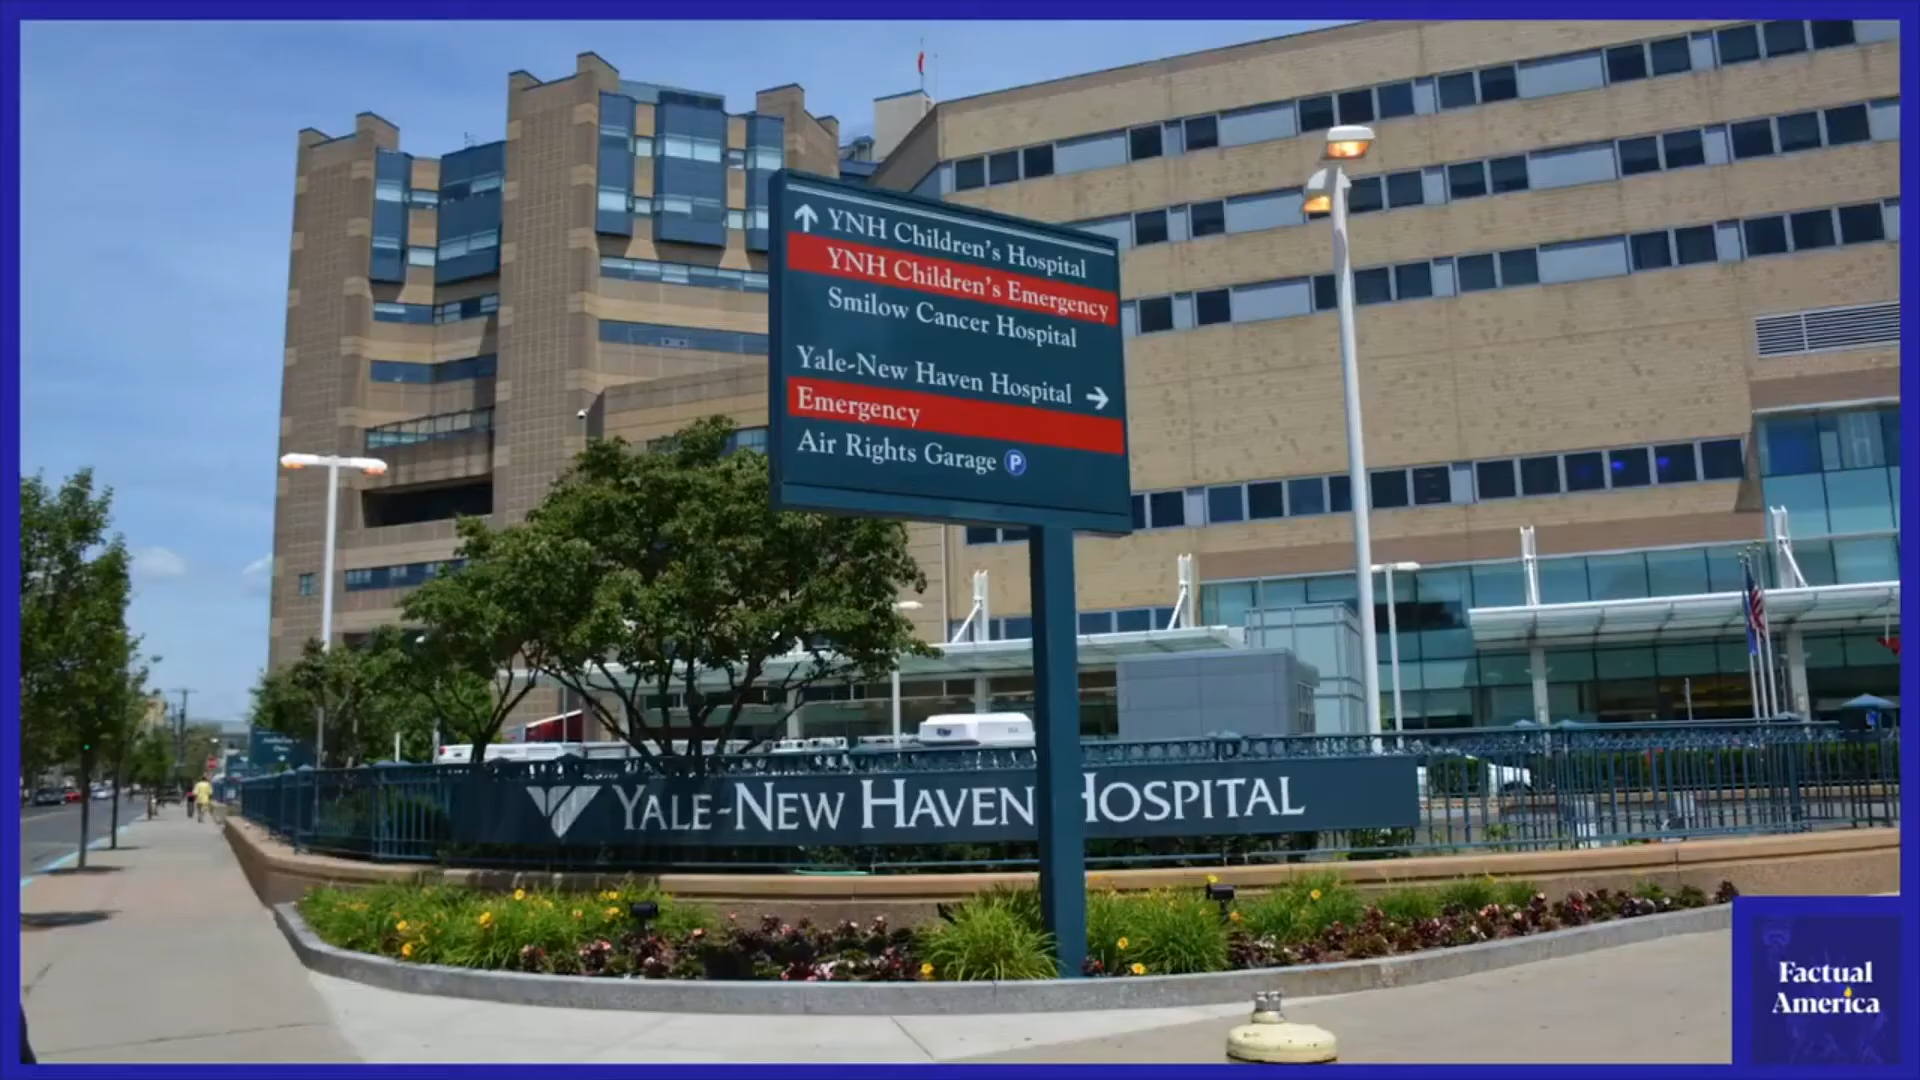 YNH Children's Hospital
YNH Children's Emergency
Smilow Cancer Hospital
Yale-New Haven Hospital
Emergency
Air Rights Garage P
YALE-NEW HAVEN HOSPITAL
Factual
America